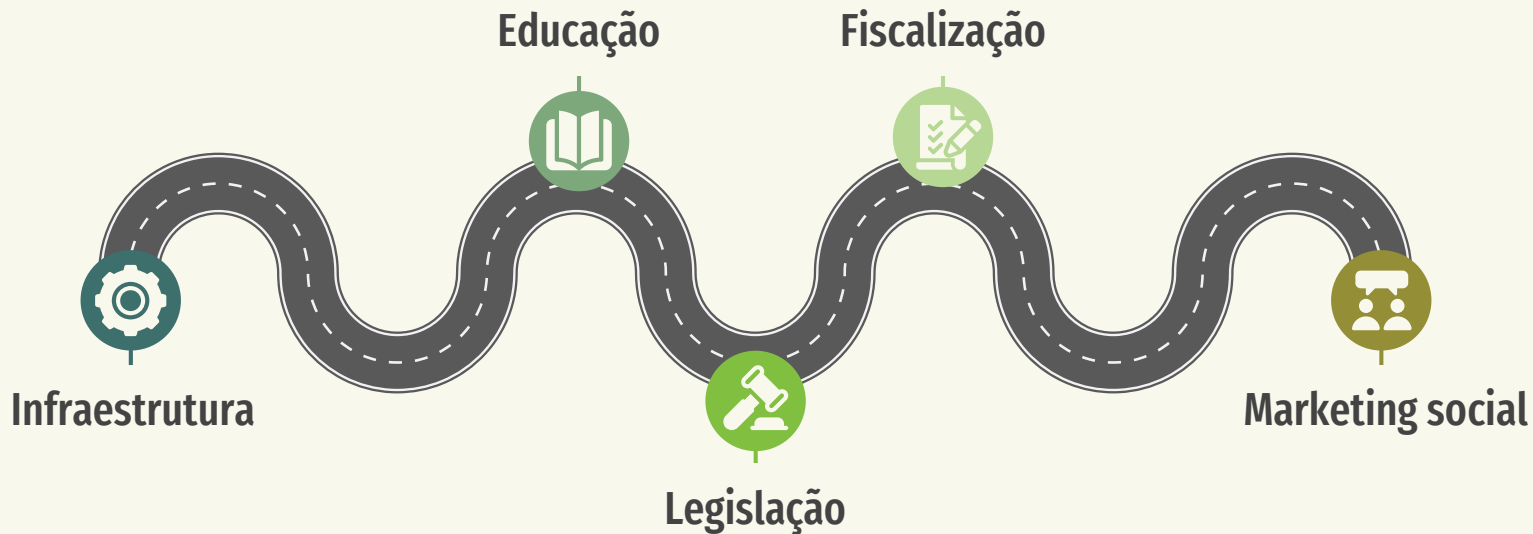 Educação
Fiscalização
Infraestrutura
Marketing social
Legislação